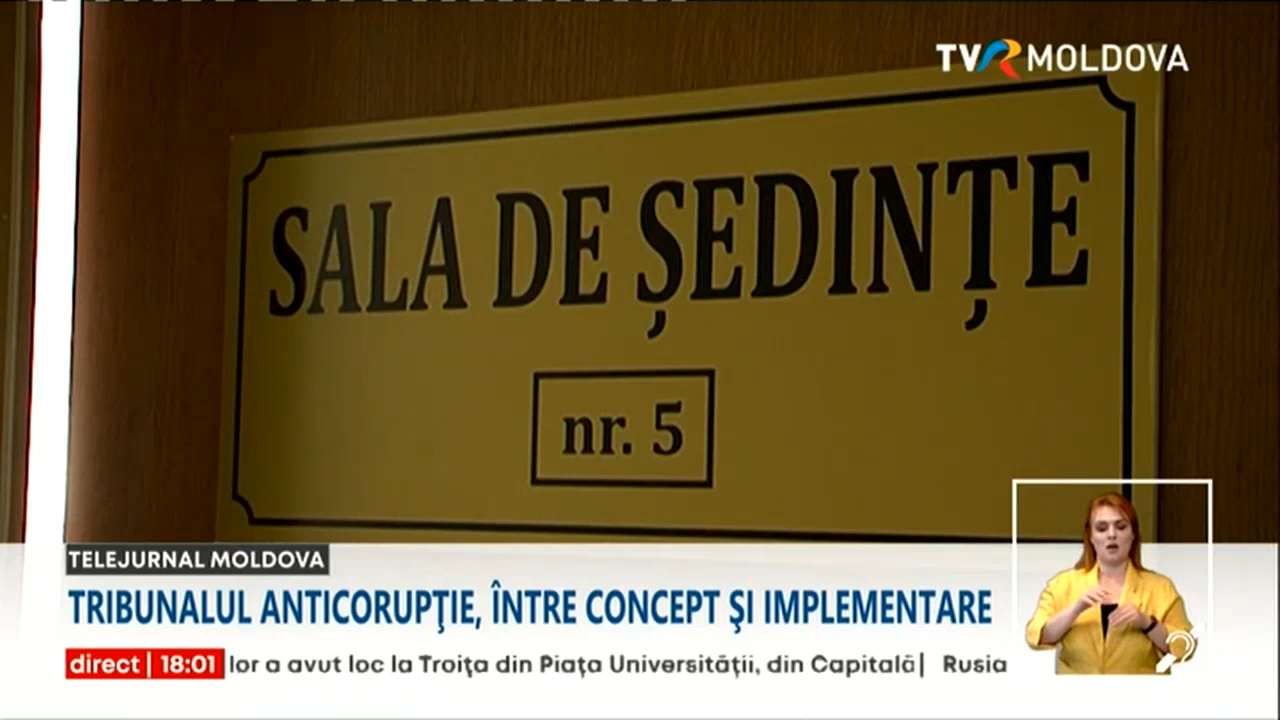 TVR MOLDOVA
SALA DE ȘEDINȚE
nr. 5
TELEJURNAL MOLDOVA
TRIBUNALUL ANTICORUPŢIE, ÎNTRE CONCEPT ŞI IMPLEMENTARE
direct | 18:01 lor a avut loc la Troiţa din Piaţa Universităţii, din Capitală| Rusia